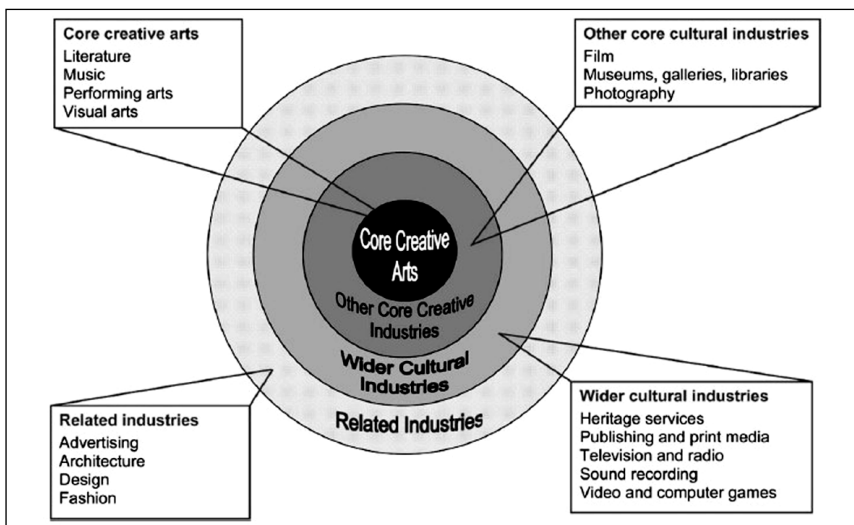 Core creative arts
Literature
Music
Performing arts
Visual arts
Other core cultural industries
Film
Museums, galleries, libraries
Photography
Core Creative
Arts
Other Core Creative
Industries
Wider Cultural
Industries
Related Industries
Related industries
Advertising
Architecture
Design
Fashion
Wider cultural industries
Heritage services
Publishing and print media
Television and radio
Sound recording
Video and computer games